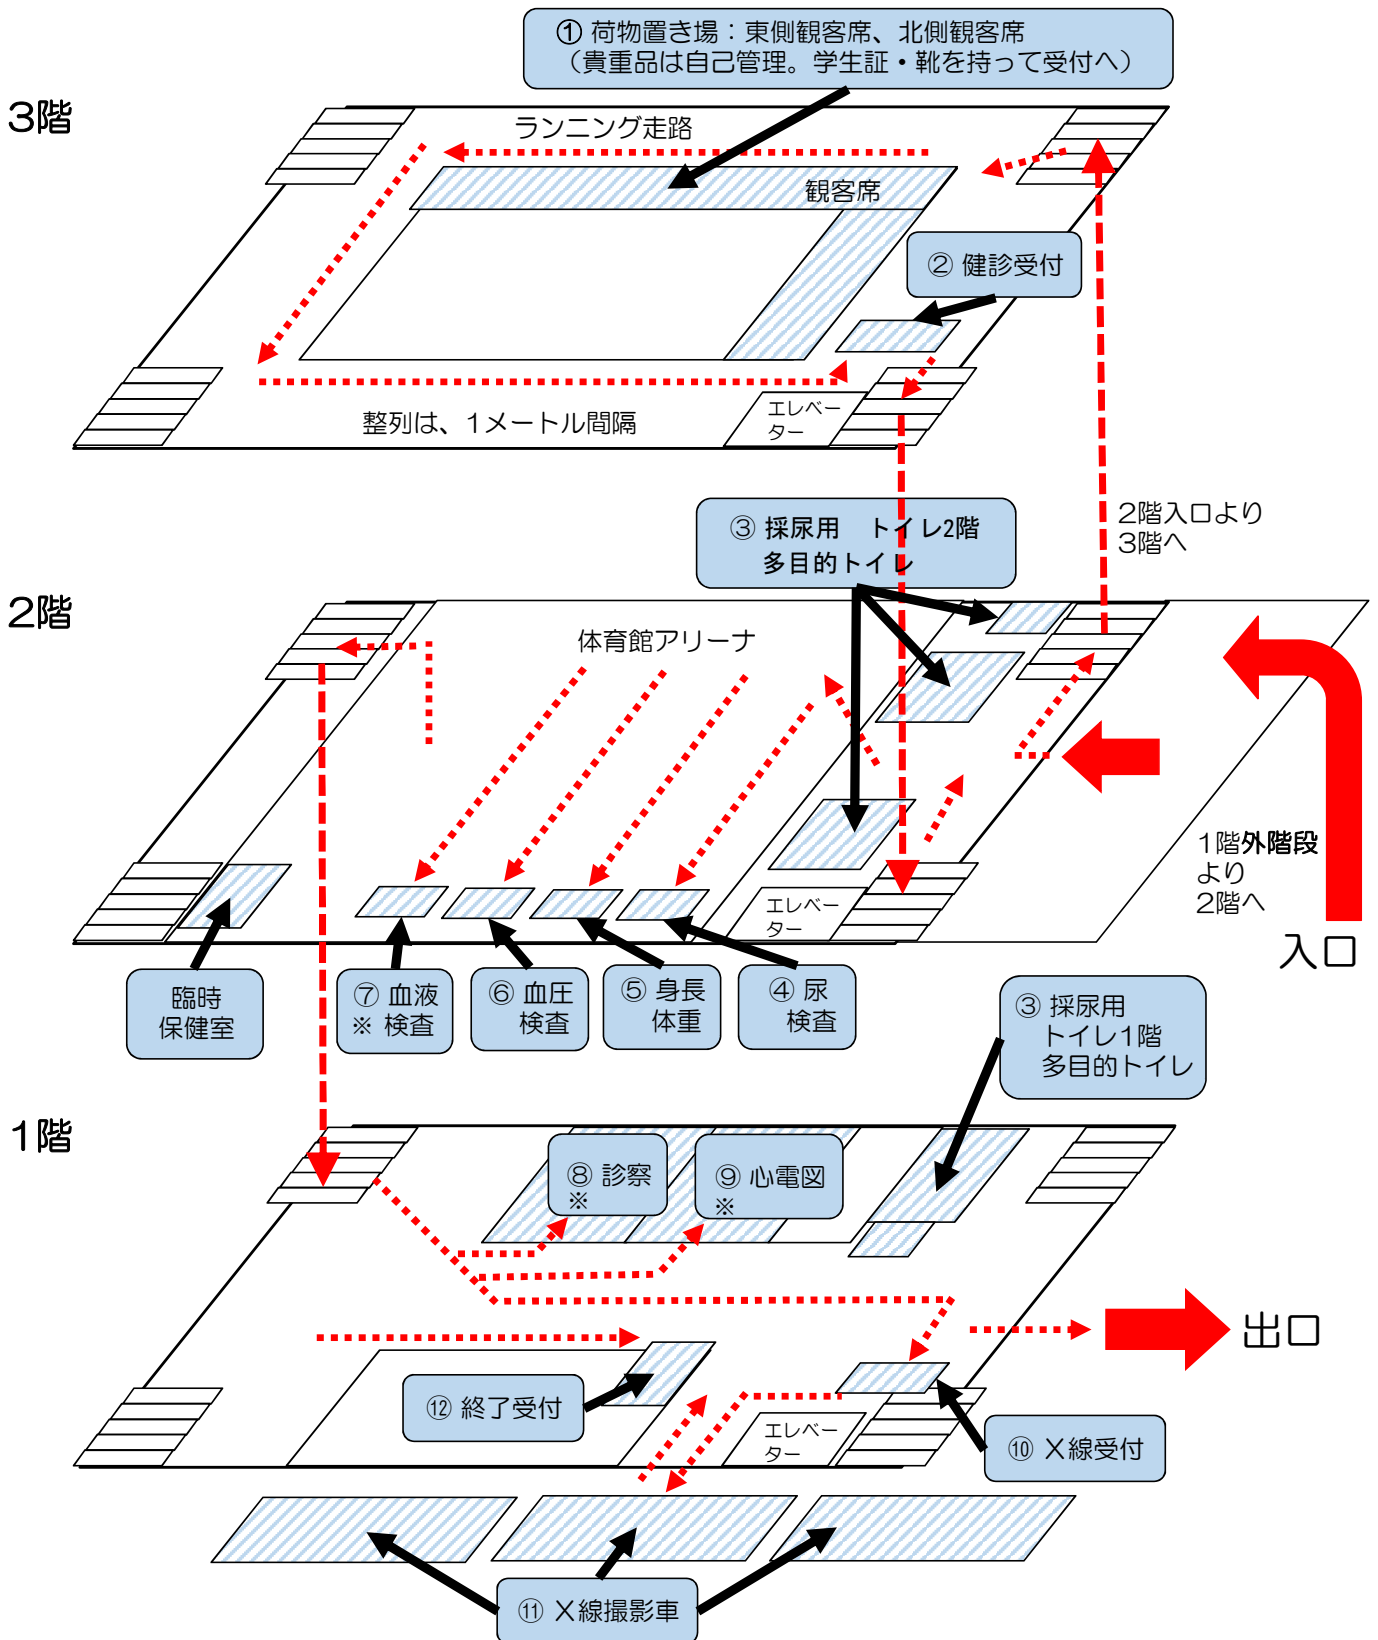 ① 荷物置き場：東側観客席、北側観客席
（貴重品は自己管理。学生証・靴を持って受付へ）
3階
ランニング走路
観客席
② 健診受付
エレベー
ター
整列は、1メートル間隔
2階入口より
3階へ
③ 採尿用　トイレ2階
多目的トイレ
2階
体育館アリーナ
1階外階段
より
2階へ
入口
エレベー
ター
臨時
保健室
⑦ 血液
※ 検査
⑥ 血圧
検査
⑤ 身長
体重
④ 尿
検査
③ 採尿用
トイレ1階
多目的トイレ
1階
⑧ 診察
※
⑨ 心電図
※
出口
⑫ 終了受付
エレベー
ター
⑩ X線受付
⑪ X線撮影車